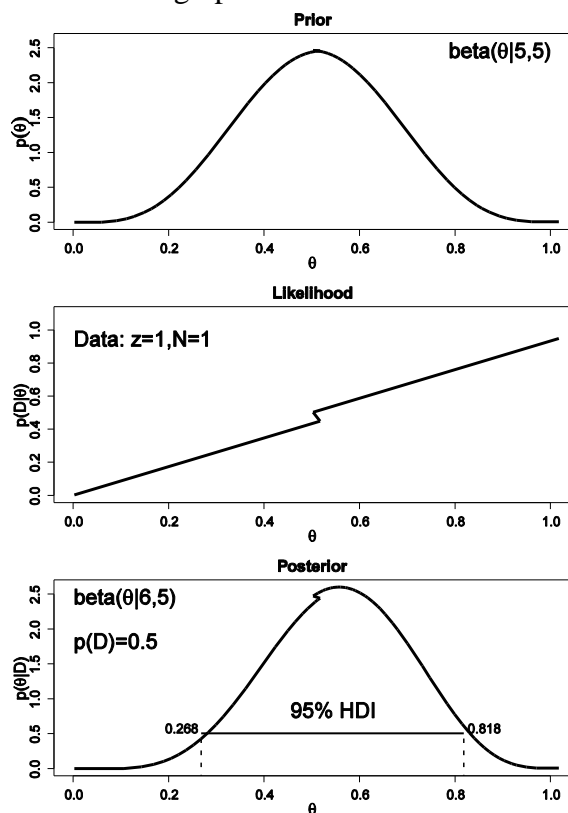 Prior
beta(θ|5,5)
p(θ)
0.0 0.5 1.0 1.5 2.0 2.5
0.0 0.2 0.4 0.6 0.8 1.0
θ
Likelihood
Data: z=1,N=1
p(D|θ)
0.0 0.2 0.4 0.6 0.8 1.0
0.0 0.2 0.4 0.6 0.8 1.0
θ
Posterior
beta(θ|6,5)
p(D)=0.5
p(θ|D)
0.0 0.5 1.0 1.5 2.0 2.5
95% HDI
0.268 0.818
0.0 0.2 0.4 0.6 0.8 1.0
θ